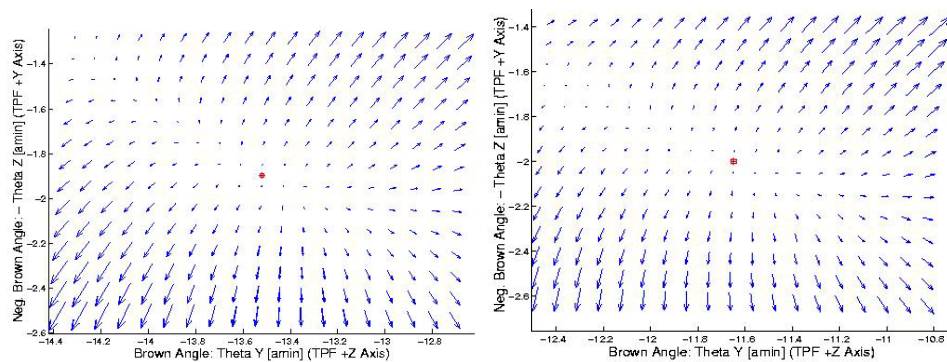 Neg. Brown Angle: – Theta Z [amin] (TPF +Y Axis)
−1.4
−1.6
−1.8
−2
−2.2
−2.4
−2.6
−14.4 −14.2 −14 −13.8 −13.6 −13.4 −13.2 −13 −12.8
Brown Angle: Theta Y [amin] (TPF +Z Axis)
Neg. Brown Angle: – Theta Z [amin] (TPF +Y Axis)
−1.4
−1.6
−1.8
−2
−2.2
−2.4
−2.6
−12.4 −12.2 −12 −11.8 −11.6 −11.4 −11.2 −11 −10.8
Brown Angle: Theta Y [amin] (TPF +Z Axis)